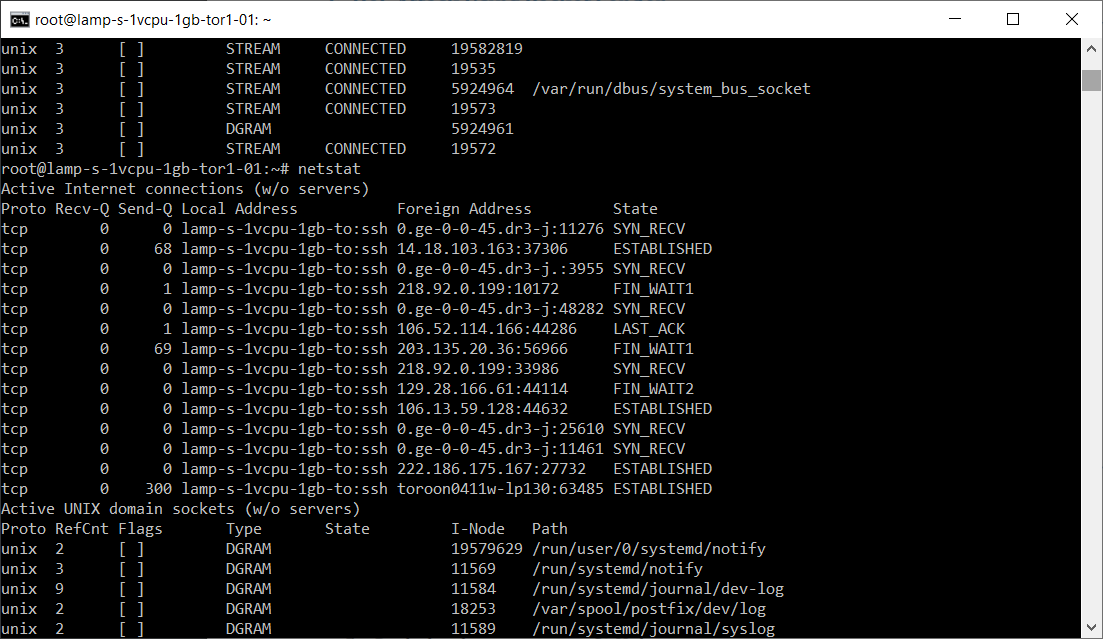 root@lamp-s-1vcpu-1gb-tor1-01: ~
unix  3      [ ]         STREAM     CONNECTED     19582819
unix  3      [ ]         STREAM     CONNECTED     19535
unix  3      [ ]         STREAM     CONNECTED     5924964  /var/run/dbus/system_bus_socket
unix  3      [ ]         STREAM     CONNECTED     19573
unix  3      [ ]         DGRAM                    5924961
unix  3      [ ]         STREAM     CONNECTED     19572
root@lamp-s-1vcpu-1gb-tor1-01:~# netstat
Active Internet connections (w/o servers)
Proto Recv-Q Send-Q Local Address           Foreign Address         State
tcp        0      0 lamp-s-1vcpu-1gb-to:ssh 0.ge-0-0-45.dr3-j:11276 SYN_RECV
tcp        0     68 lamp-s-1vcpu-1gb-to:ssh 14.18.103.163:37306     ESTABLISHED
tcp        0      0 lamp-s-1vcpu-1gb-to:ssh 0.ge-0-0-45.dr3-j.:3955 SYN_RECV
tcp        0      1 lamp-s-1vcpu-1gb-to:ssh 218.92.0.199:10172      FIN_WAIT1
tcp        0      0 lamp-s-1vcpu-1gb-to:ssh 0.ge-0-0-45.dr3-j:48282 SYN_RECV
tcp        0      1 lamp-s-1vcpu-1gb-to:ssh 106.52.114.166:44286    LAST_ACK
tcp        0     69 lamp-s-1vcpu-1gb-to:ssh 203.135.20.36:56966     FIN_WAIT1
tcp        0      0 lamp-s-1vcpu-1gb-to:ssh 218.92.0.199:33986      SYN_RECV
tcp        0      0 lamp-s-1vcpu-1gb-to:ssh 129.28.166.61:44114     FIN_WAIT2
tcp        0      0 lamp-s-1vcpu-1gb-to:ssh 106.13.59.128:44632     ESTABLISHED
tcp        0      0 lamp-s-1vcpu-1gb-to:ssh 0.ge-0-0-45.dr3-j:25610 SYN_RECV
tcp        0      0 lamp-s-1vcpu-1gb-to:ssh 0.ge-0-0-45.dr3-j:11461 SYN_RECV
tcp        0      0 lamp-s-1vcpu-1gb-to:ssh 222.186.175.167:27732   ESTABLISHED
tcp        0    300 lamp-s-1vcpu-1gb-to:ssh toroon0411w-lp130:63485 ESTABLISHED
Active UNIX domain sockets (w/o servers)
Proto RefCnt Flags       Type       State         I-Node   Path
unix  2      [ ]         DGRAM                    19579629 /run/user/0/systemd/notify
unix  3      [ ]         DGRAM                    11569    /run/systemd/notify
unix  9      [ ]         DGRAM                    11584    /run/systemd/journal/dev-log
unix  2      [ ]         DGRAM                    18253    /var/spool/postfix/dev/log
unix  2      [ ]         DGRAM                    11589    /run/systemd/journal/syslog